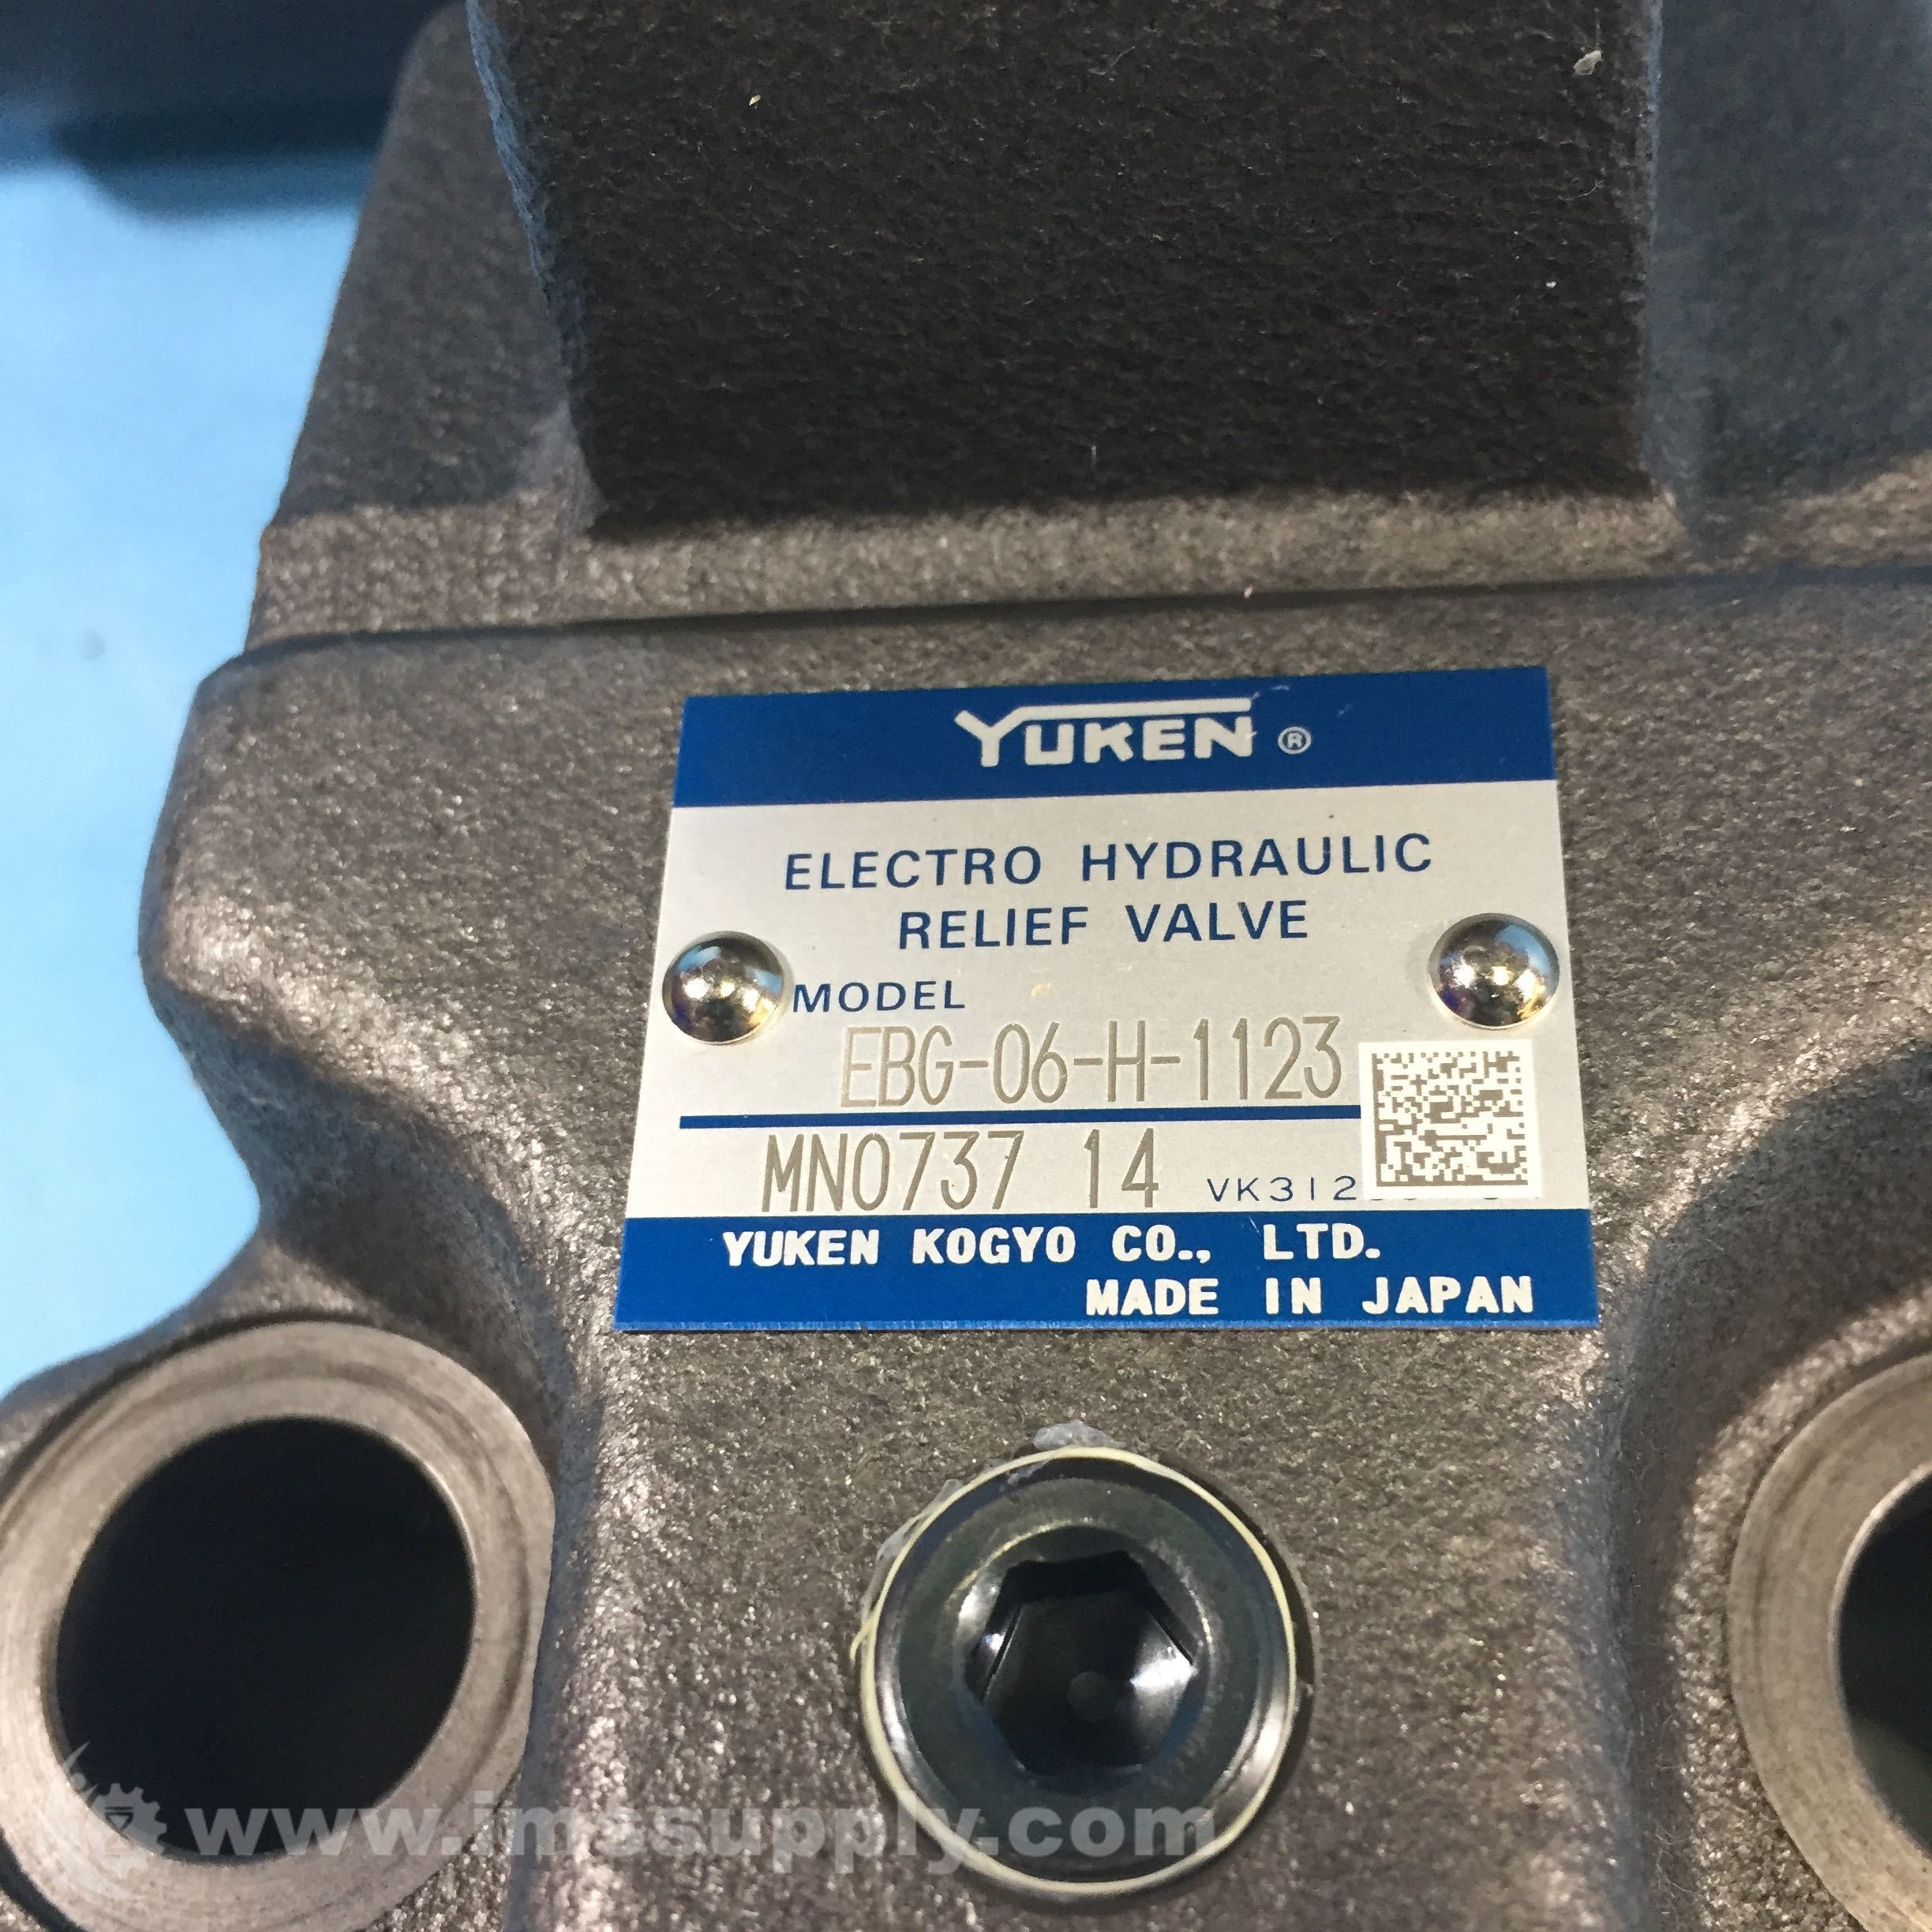 YUKEN ®
ELECTRO HYDRAULIC
RELIEF VALVE
MODEL
EBG-06-H-1123
MN0737 14
YUKEN KOGYO CO., LTD.
MADE IN JAPAN
www.imssupply.com